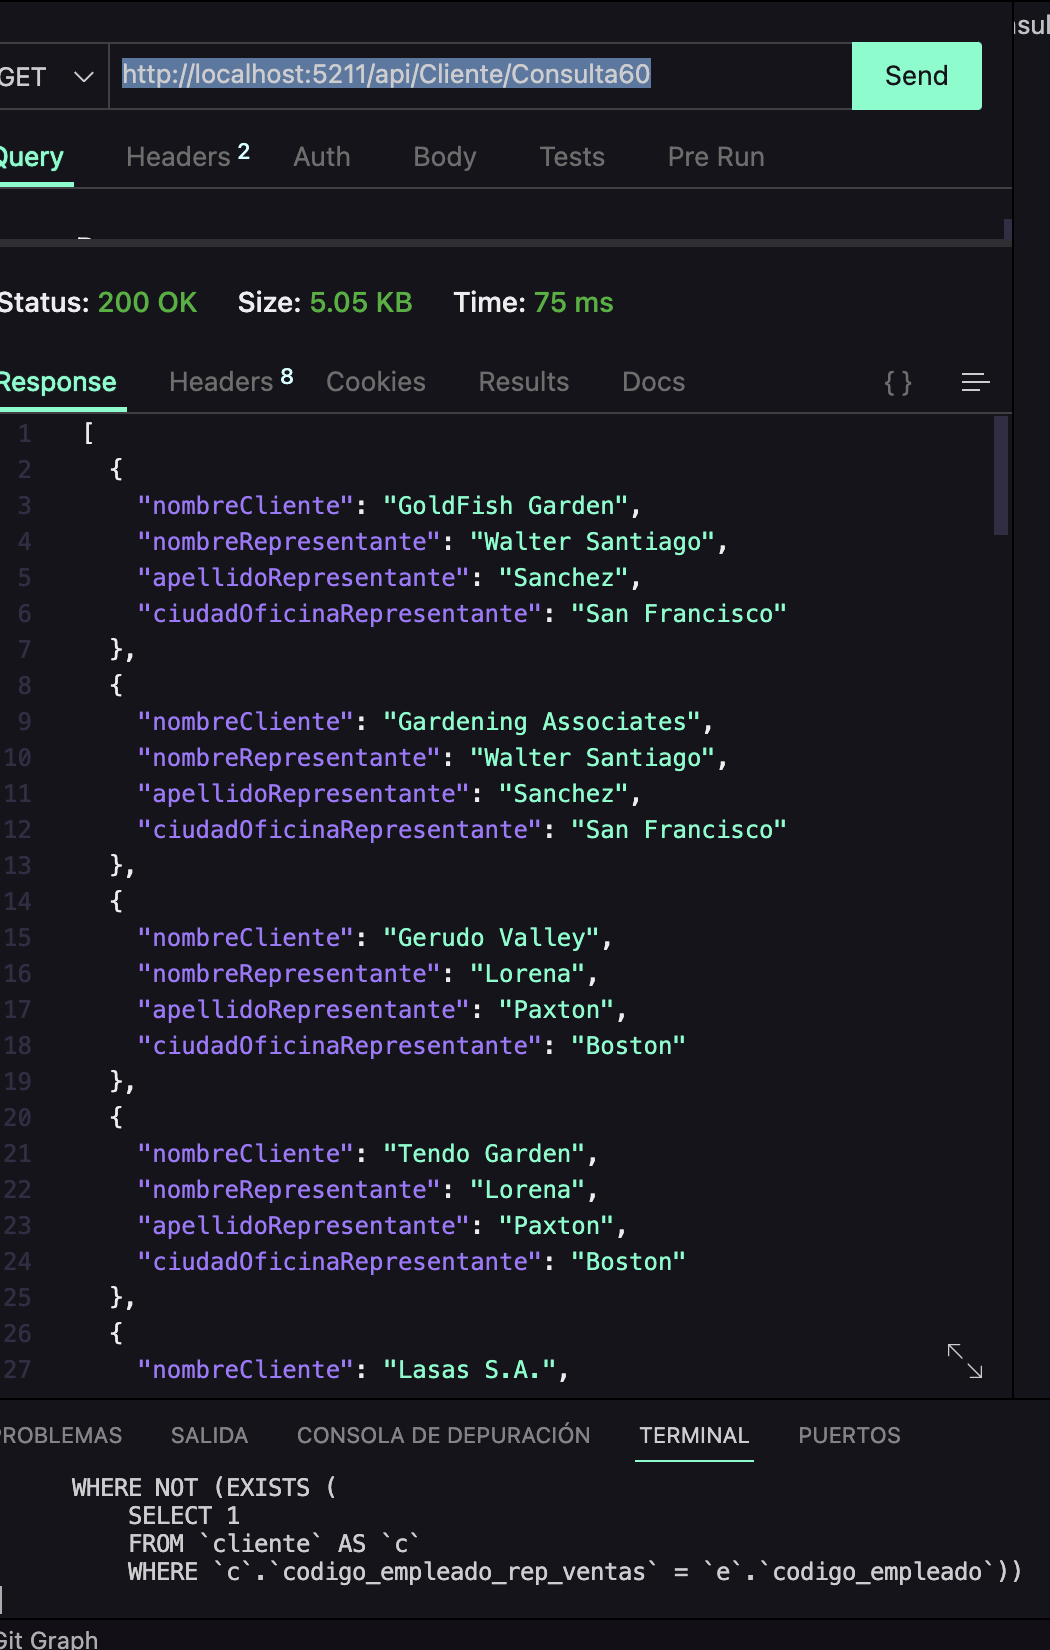 GET http://localhost:5211/api/Cliente/Consulta60 Send
Query Headers 2 Auth Body Tests Pre Run
Status: 200 OK Size: 5.05 KB Time: 75 ms
Response Headers 8 Cookies Results Docs { }
1 [
2 {
3 "nombreCliente": "GoldFish Garden",
4 "nombreRepresentante": "Walter Santiago",
5 "apellidoRepresentante": "Sanchez",
6 "ciudadOficinaRepresentante": "San Francisco"
7 },
8 {
9 "nombreCliente": "Gardening Associates",
10 "nombreRepresentante": "Walter Santiago",
11 "apellidoRepresentante": "Sanchez",
12 "ciudadOficinaRepresentante": "San Francisco"
13 },
14 {
15 "nombreCliente": "Gerudo Valley",
16 "nombreRepresentante": "Lorena",
17 "apellidoRepresentante": "Paxton",
18 "ciudadOficinaRepresentante": "Boston"
19 },
20 {
21 "nombreCliente": "Tendo Garden",
22 "nombreRepresentante": "Lorena",
23 "apellidoRepresentante": "Paxton",
24 "ciudadOficinaRepresentante": "Boston"
25 },
26 {
27 "nombreCliente": "Lasas S.A.",
PROBLEMAS SALIDA CONSOLA DE DEPURACIÓN TERMINAL PUERTOS
WHERE NOT (EXISTS (
SELECT 1
FROM `cliente` AS `c`
WHERE `c`.`codigo_empleado_rep_ventas` = `e`.`codigo_empleado`))
Git Graph